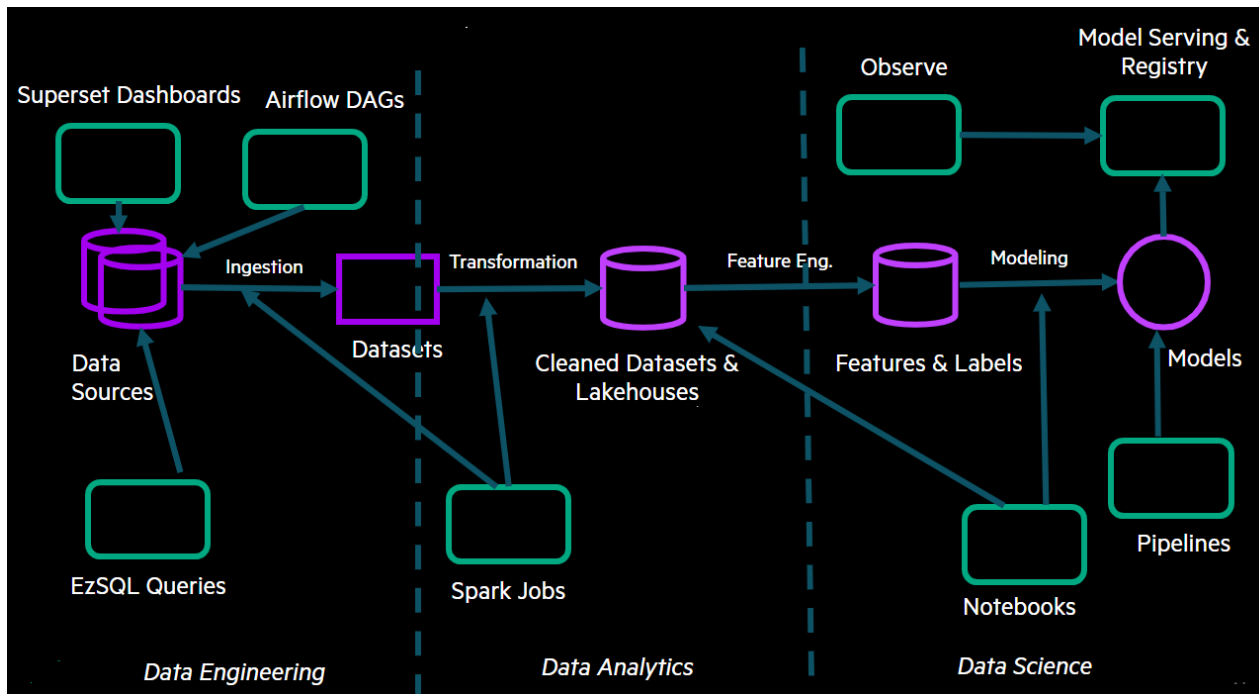 Superset Dashboards
Airflow DAGs
Observe
Model Serving &
Registry
Ingestion
Transformation
Feature Eng.
Modeling
Data
Sources
Datasets
Cleaned Datasets &
Lakehouses
Features & Labels
Models
EzSQL Queries
Spark Jobs
Notebooks
Pipelines
Data Engineering
Data Analytics
Data Science